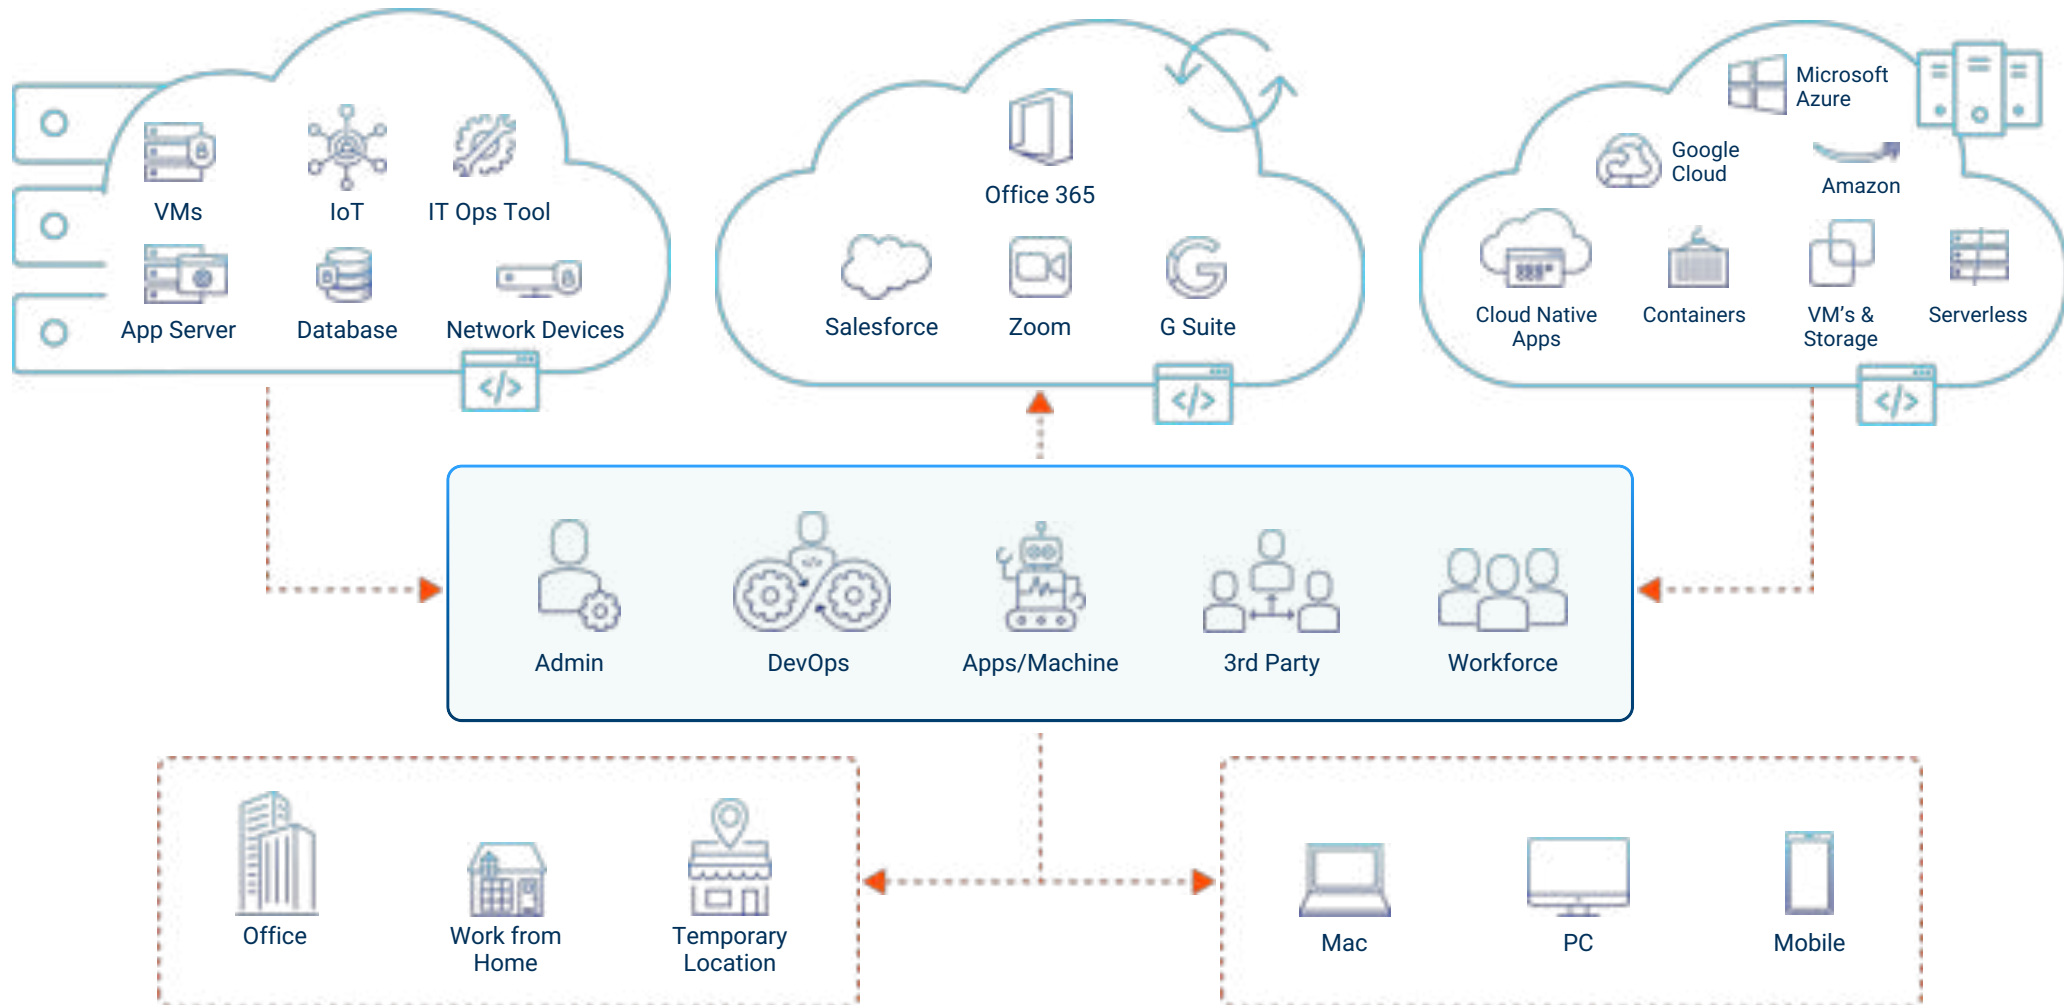 VMs
IoT
IT Ops Tool
App Server
Database
Network Devices
</>
Office 365
Salesforce
Zoom
G Suite
</>
Microsoft
Azure
Google
Cloud
Amazon
Cloud Native
Apps
Containers
VM’s &
Storage
Serverless
</>
Admin
DevOps
Apps/Machine
3rd Party
Workforce
Office
Work from
Home
Temporary
Location
Mac
PC
Mobile